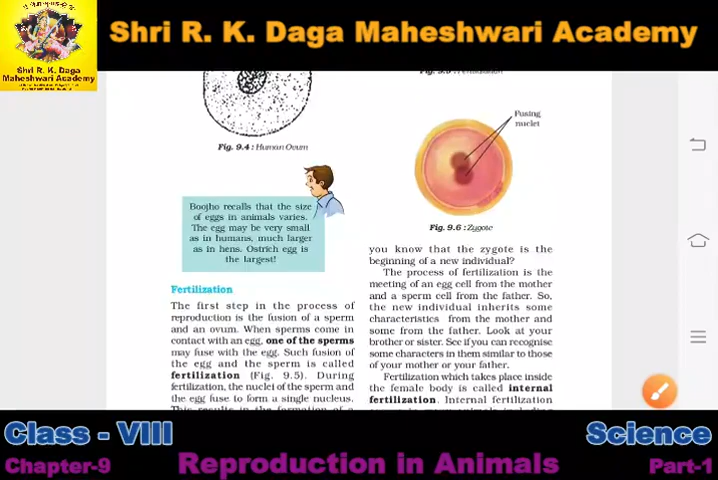 Shri R. K. Daga Maheshwari Academy
Shri R. K. Daga
Maheshwari Academy
Fig. 9.4 : Human Ovum
Boojho recalls that the size
of eggs in animals varies.
The egg may be very small
as in humans, much larger
as in hens. Ostrich egg is
the largest!
Fertilization
The first step in the process of
reproduction is the fusion of a sperm
and an ovum. When sperms come in
contact with an egg, one of the sperms
may fuse with the egg. Such fusion of
the egg and the sperm is called
fertilization (Fig. 9.5). During
fertilization, the nuclei of the sperm and
the egg fuse to form a single nucleus.
This results in the formation of a
Fusing
nuclei
Fig. 9.6 : Zygote
you know that the zygote is the
beginning of a new individual?
The process of fertilization is the
meeting of an egg cell from the mother
and a sperm cell from the father. So,
the new individual inherits some
characteristics from the mother and
some from the father. Look at your
brother or sister. See if you can recognise
some characters in them similar to those
of your mother or your father.
Fertilization which takes place inside
the female body is called internal
fertilization. Internal fertilization
Class - VIII
Science
Chapter-9
Reproduction in Animals
Part-1